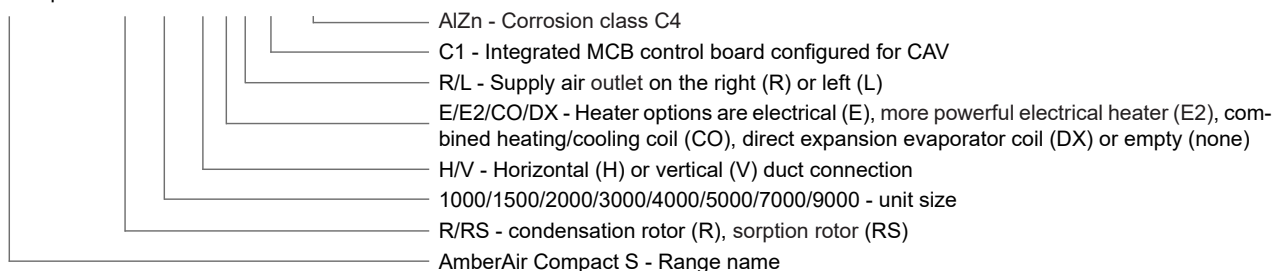 AlZn - Corrosion class C4
C1 - Integrated MCB control board configured for CAV
R/L - Supply air outlet on the right (R) or left (L)
E/E2/CO/DX - Heater options are electrical (E), more powerful electrical heater (E2), com-
bined heating/cooling coil (CO), direct expansion evaporator coil (DX) or empty (none)
H/V - Horizontal (H) or vertical (V) duct connection
1000/1500/2000/3000/4000/5000/7000/9000 - unit size
R/RS - condensation rotor (R), sorption rotor (RS)
AmberAir Compact S - Range name